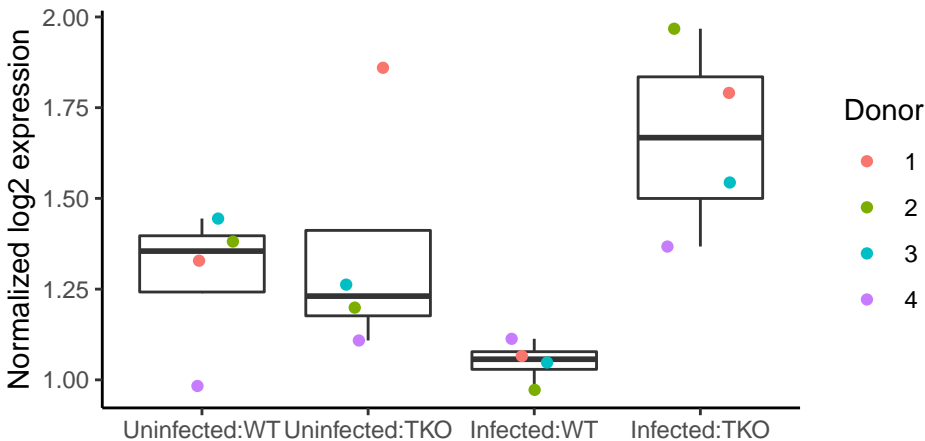 Normalized log2 expression
2.00
1.75
1.50
1.25
1.00
Uninfected:WT
Uninfected:TKO
Infected:WT
Infected:TKO
Donor
1
2
3
4